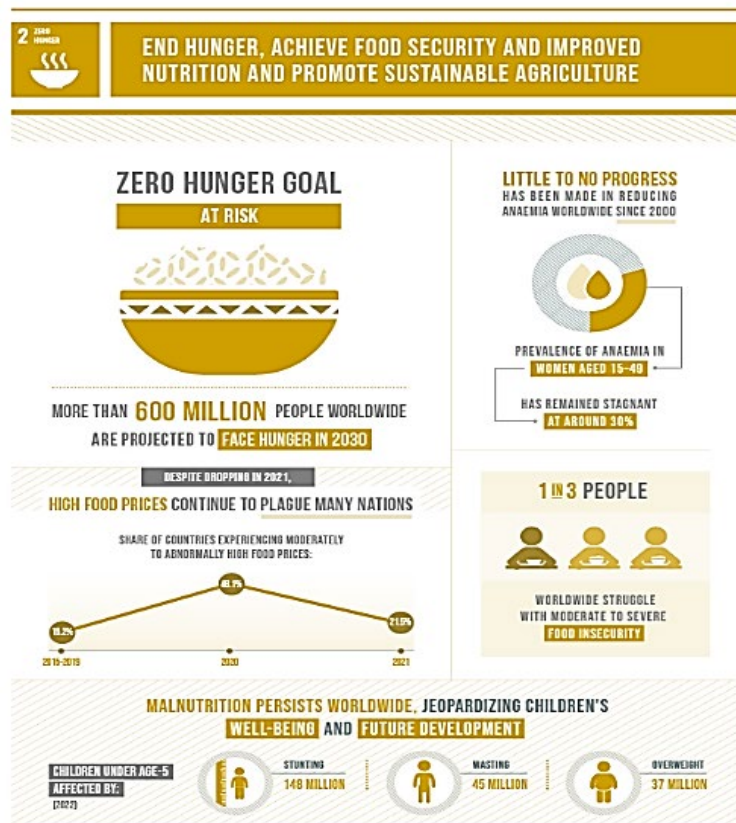 2 ZERO
HUNGER
END HUNGER, ACHIEVE FOOD SECURITY AND IMPROVED
NUTRITION AND PROMOTE SUSTAINABLE AGRICULTURE
ZERO HUNGER GOAL
AT RISK
MORE THAN 600 MILLION PEOPLE WORLDWIDE
ARE PROJECTED TO FACE HUNGER IN 2030
DESPITE DROPPING IN 2021,
HIGH FOOD PRICES CONTINUE TO PLAGUE MANY NATIONS
SHARE OF COUNTRIES EXPERIENCING MODERATELY
TO ABNORMALLY HIGH FOOD PRICES:
21.5%
2015-2019
2020
2021
LITTLE TO NO PROGRESS
HAS BEEN MADE IN REDUCING
ANAEMIA WORLDWIDE SINCE 2000
PREVALENCE OF ANAEMIA IN
WOMEN AGED 15-49
HAS REMAINED STAGNANT
AT AROUND 30%
1 IN 3 PEOPLE
WORLDWIDE STRUGGLE
WITH MODERATE TO SEVERE
FOOD INSECURITY
MALNUTRITION PERSISTS WORLDWIDE, JEOPARDIZING CHILDREN'S
WELL-BEING AND FUTURE DEVELOPMENT
CHILDREN UNDER AGE-5
AFFECTED BY:
(2022)
STUNTING
148 MILLION
WASTING
45 MILLION
OVERWEIGHT
37 MILLION